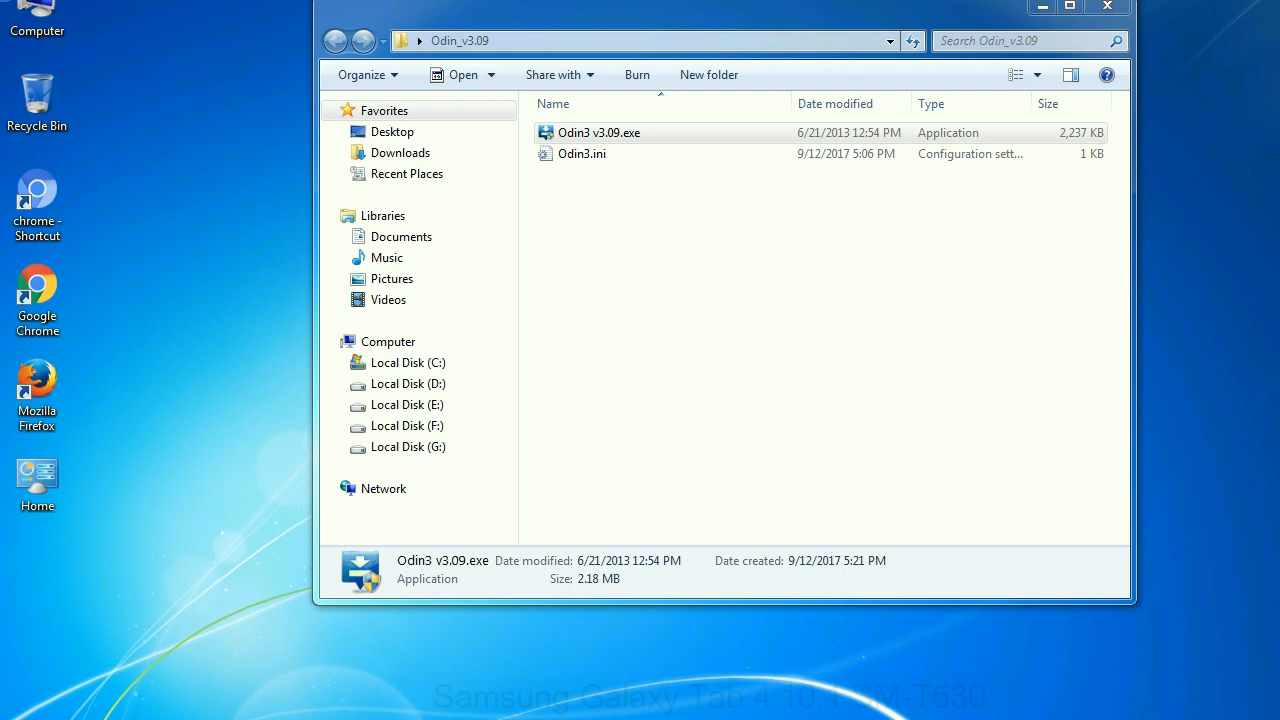 Computer
Recycle Bin
chrome -
Shortcut
Google
Chrome
Mozilla
Firefox
Home
Odin_v3.09
Search Odin_v3.09
Organize
Open
Share with
Burn
New folder
Name
Date modified
Type
Size
Odin3 v3.09.exe
6/21/2013 12:54 PM
Application
2,237 KB
Odin3.ini
9/12/2017 5:06 PM
Configuration sett...
1 KB
Favorites
Desktop
Downloads
Recent Places
Libraries
Documents
Music
Pictures
Videos
Computer
Local Disk (C:)
Local Disk (D:)
Local Disk (E:)
Local Disk (F:)
Local Disk (G:)
Network
Odin3 v3.09.exe Date modified: 6/21/2013 12:54 PM Date created: 9/12/2017 5:21 PM
Application Size: 2.18 MB
Samsung Galaxy Tab 4 10.1 SM-T530